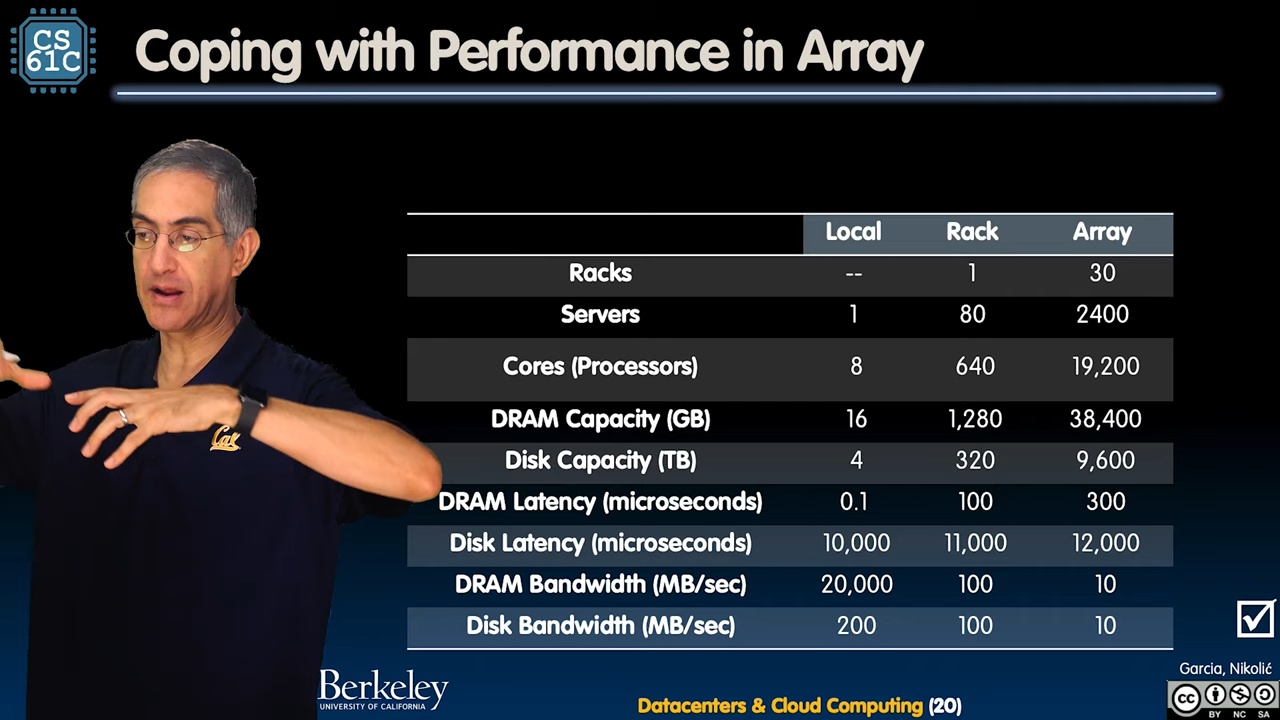 CS
61C
Coping with Performance in Array
Local Rack Array
Racks -- 1 30
Servers 1 80 2400
Cores (Processors) 8 640 19,200
DRAM Capacity (GB) 16 1,280 38,400
Disk Capacity (TB) 4 320 9,600
DRAM Latency (microseconds) 0.1 100 300
Disk Latency (microseconds) 10,000 11,000 12,000
DRAM Bandwidth (MB/sec) 20,000 100 10
Disk Bandwidth (MB/sec) 200 100 10
Cal
Berkeley
UNIVERSITY OF CALIFORNIA
Datacenters & Cloud Computing (20)
Garcia, Nikolić
cc
BY NC SA